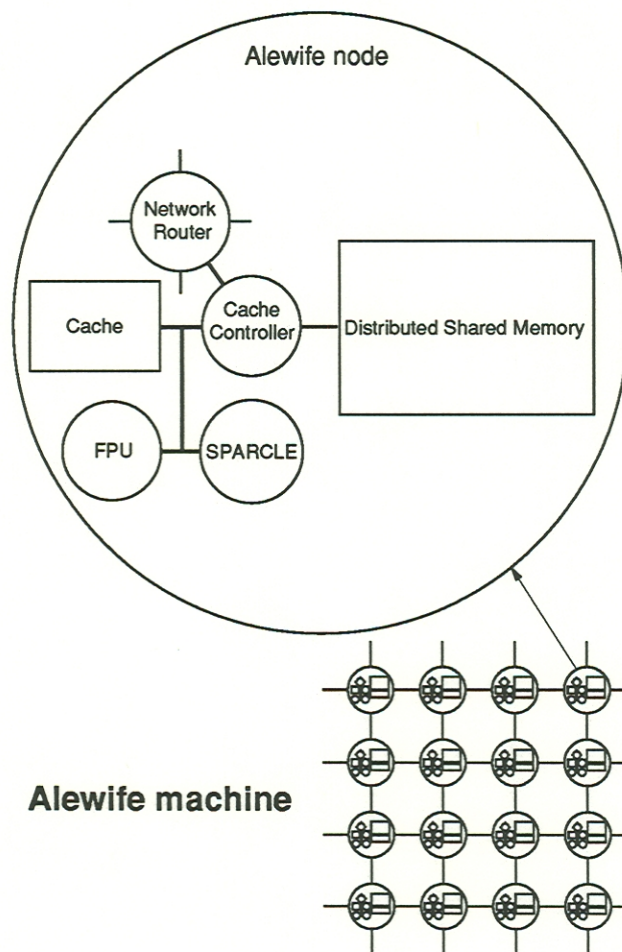 Alewife node
Network
Router
Cache
Cache
Controller
Distributed Shared Memory
FPU
SPARCLE
Alewife machine